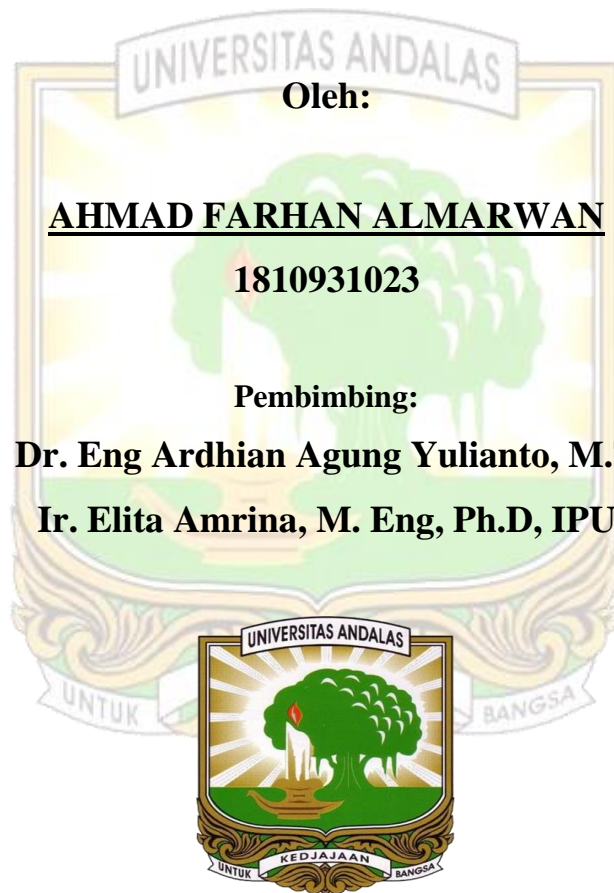 UNIVERSITAS ANDALAS
Oleh:
AHMAD FARHAN ALMARWAN
1810931023
Pembimbing:
Dr. Eng Ardhian Agung Yulianto, M.
Ir. Elita Amrina, M. Eng, Ph.D, IPU
UNTUK BANGSA
UNIVERSITAS ANDALAS
UNTUK KEDJAJAAN BANGSA